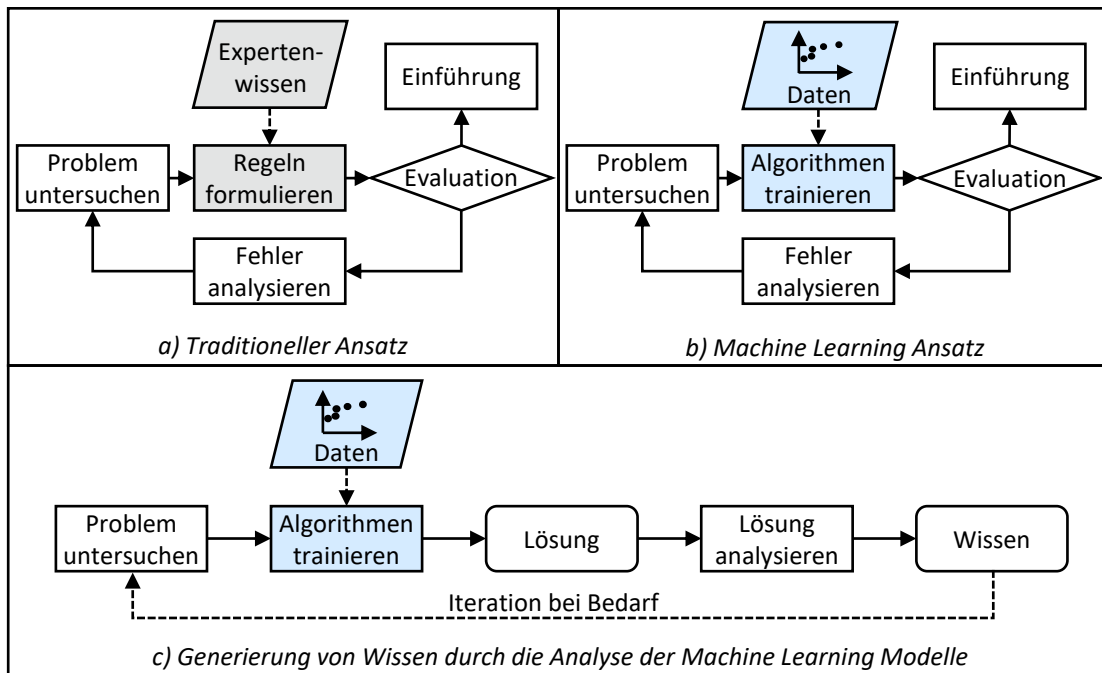 Experten-
wissen
Einführung
Problem
untersuchen
Regeln
formulieren
Evaluation
Fehler
analysieren
a) Traditioneller Ansatz
Daten
Einführung
Problem
untersuchen
Algorithmen
trainieren
Evaluation
Fehler
analysieren
b) Machine Learning Ansatz
Daten
Problem
untersuchen
Algorithmen
trainieren
Lösung
Lösung
analysieren
Wissen
Iteration bei Bedarf
c) Generierung von Wissen durch die Analyse der Machine Learning Modelle